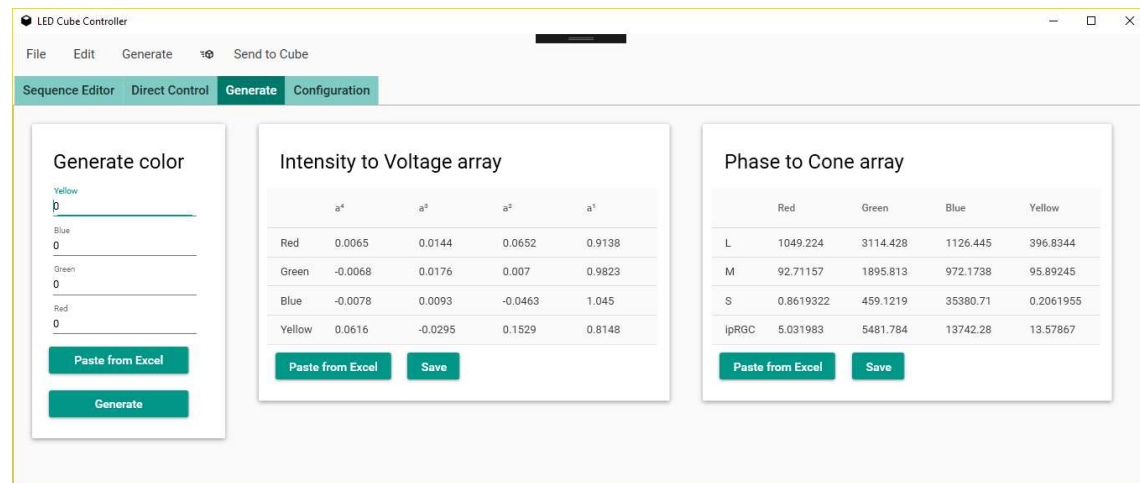 LED Cube Controller
File Edit Generate Send to Cube
Sequence Editor Direct Control Generate Configuration
Generate color
Yellow
0
Blue
0
Green
0
Red
0
Paste from Excel
Generate
Intensity to Voltage array
a⁴ a³ a² a¹
Red 0.0065 0.0144 0.0652 0.9138
Green -0.0068 0.0176 0.007 0.9823
Blue -0.0078 0.0093 -0.0463 1.045
Yellow 0.0616 -0.0295 0.1529 0.8148
Paste from Excel Save
Phase to Cone array
Red Green Blue Yellow
L 1049.224 3114.428 1126.445 396.8344
M 92.71157 1895.813 972.1738 95.89245
S 0.8619322 459.1219 35380.71 0.2061955
ipRGC 5.031983 5481.784 13742.28 13.57867
Paste from Excel Save